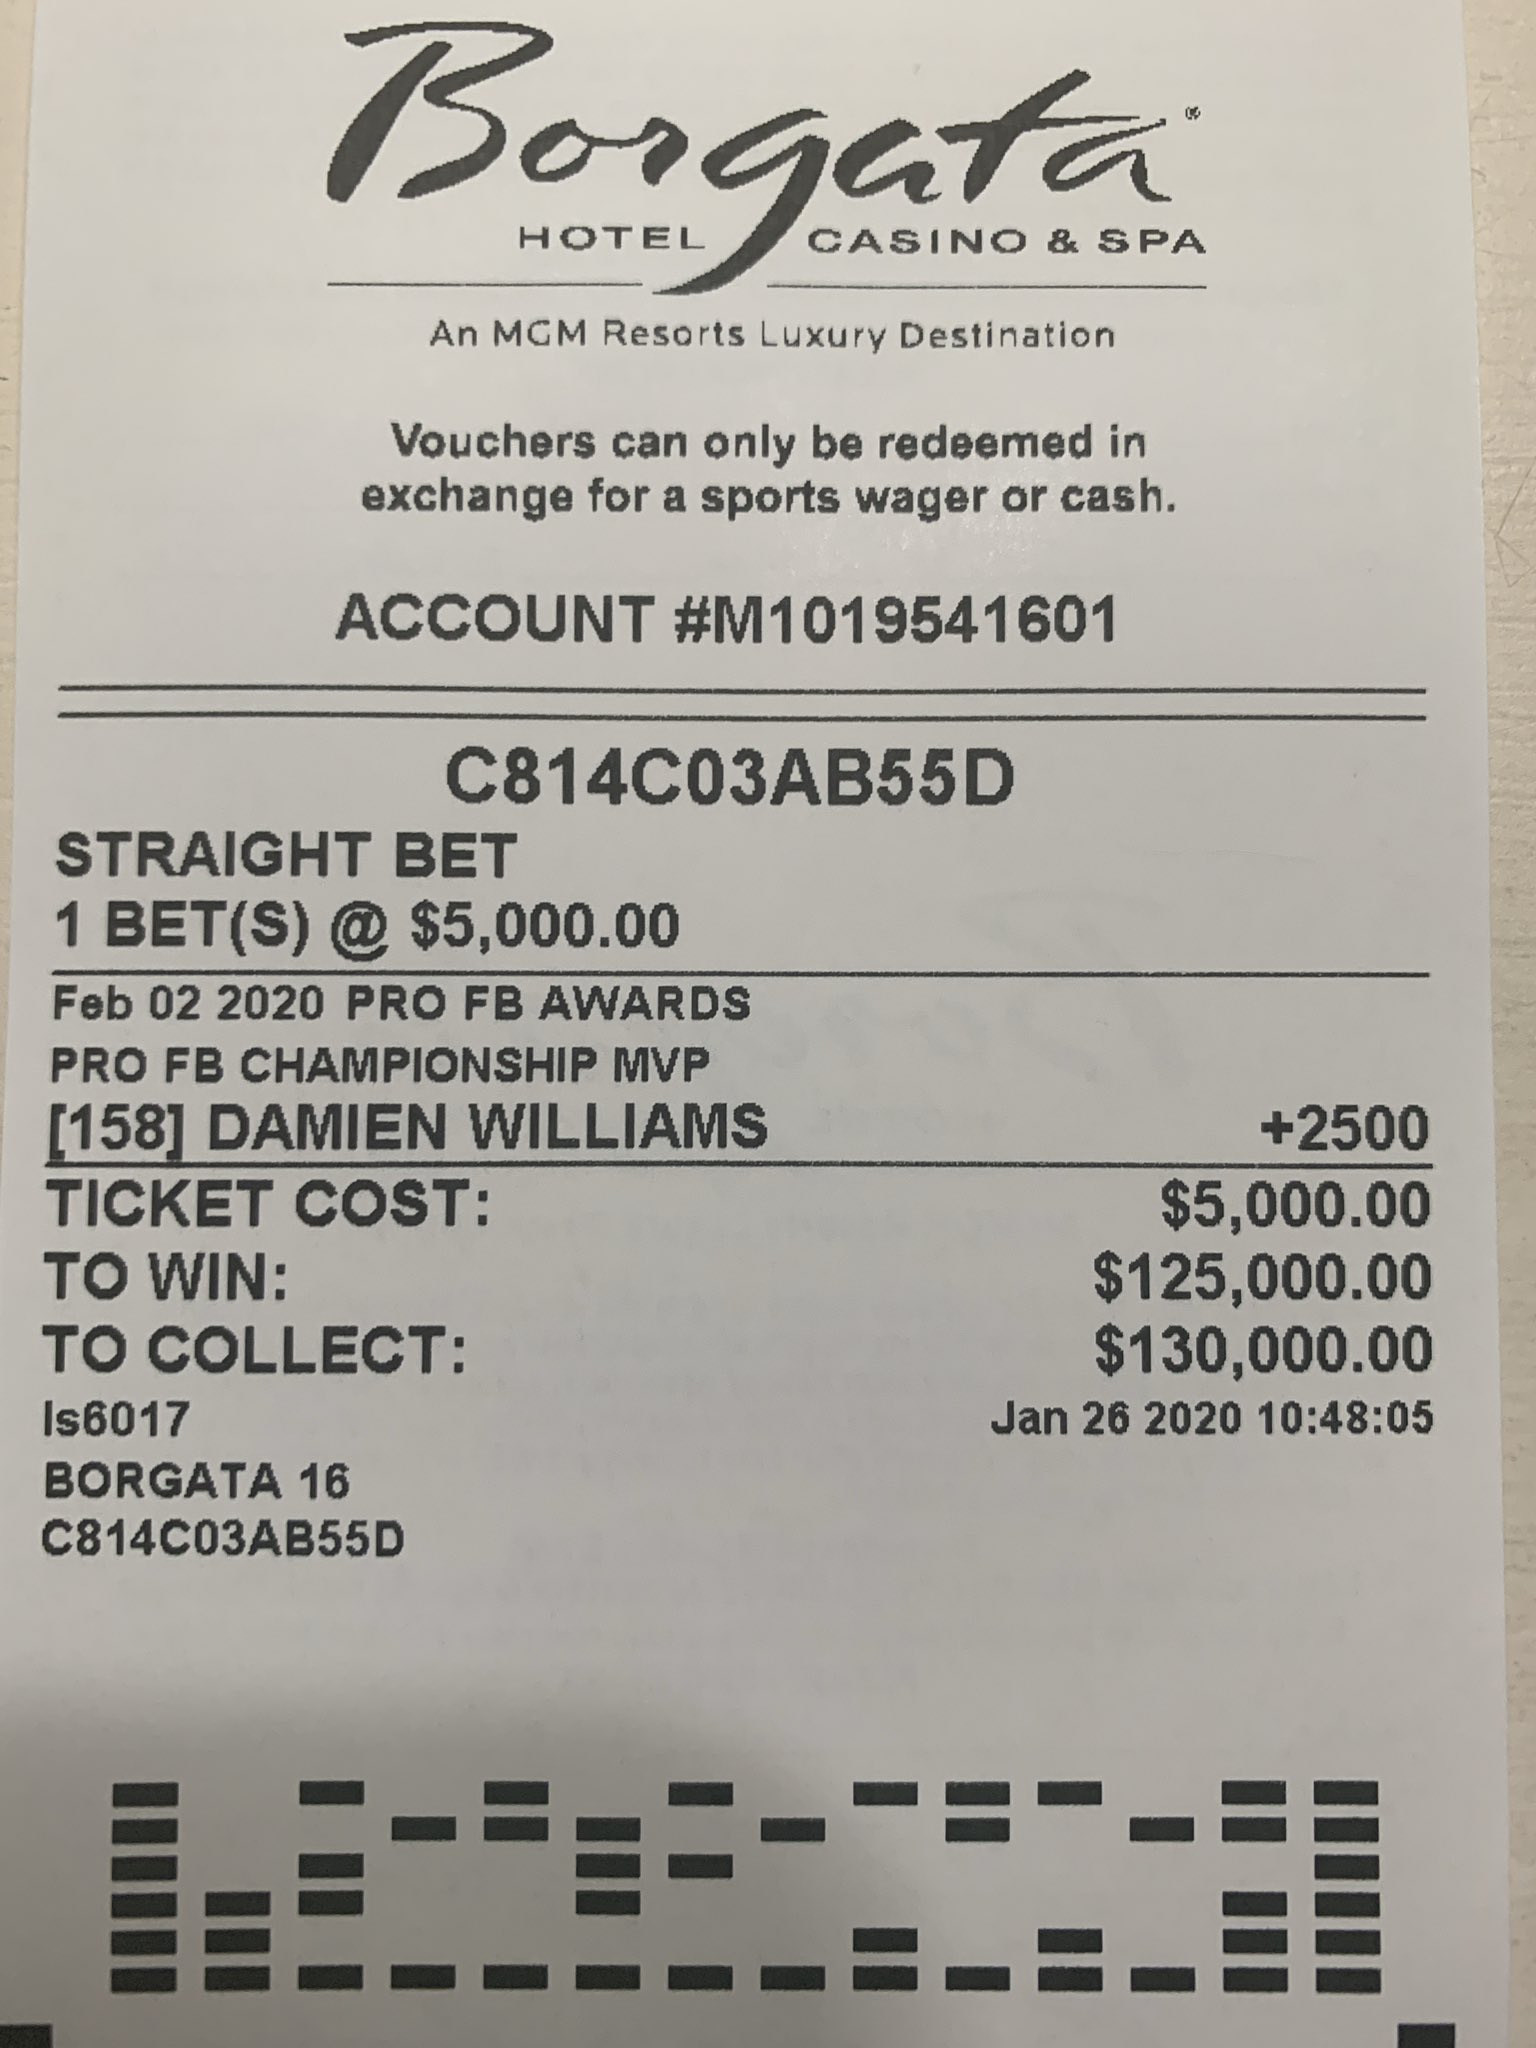 Borgata®
HOTEL CASINO & SPA
An MGM Resorts Luxury Destination
Vouchers can only be redeemed in
exchange for a sports wager or cash.
ACCOUNT #M1019541601
C814C03AB55D
STRAIGHT BET
1 BET(S) @ $5,000.00
Feb 02 2020 PRO FB AWARDS
PRO FB CHAMPIONSHIP MVP
[158] DAMIEN WILLIAMS +2500
TICKET COST: $5,000.00
TO WIN: $125,000.00
TO COLLECT: $130,000.00
ls6017 Jan 26 2020 10:48:05
BORGATA 16
C814C03AB55D